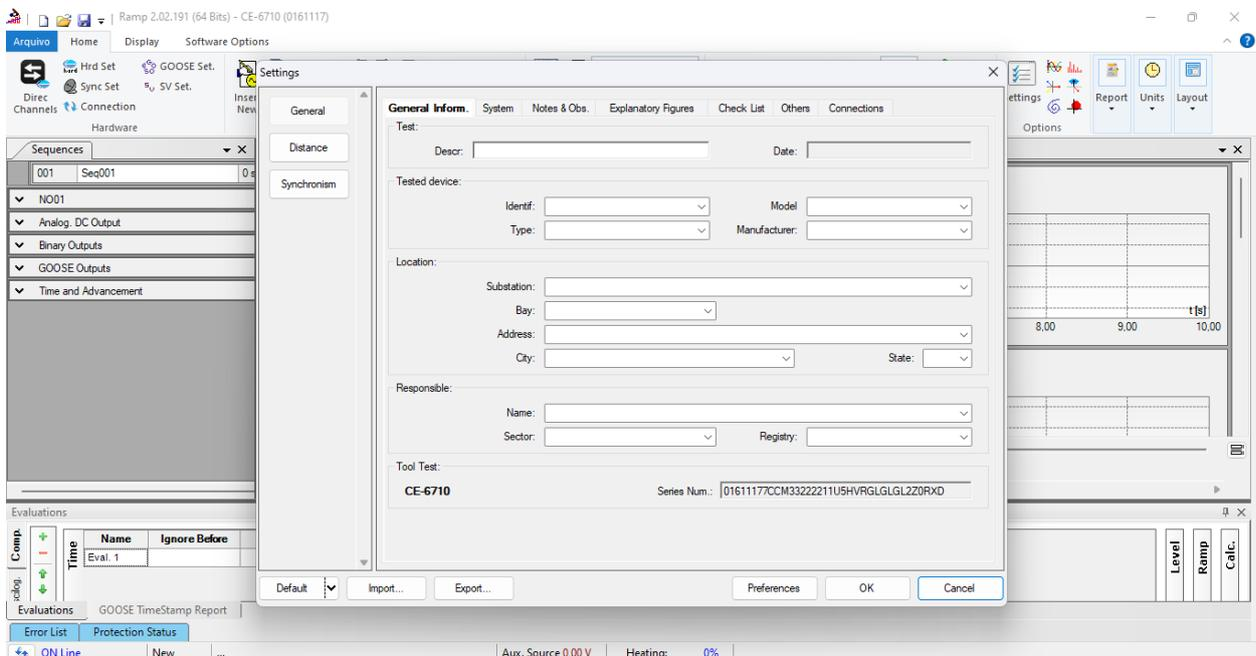 Ramp 2.02.191 (64 Bits) - CE-6710 (0161117)
Arquivo Home Display Software Options
Hrd Set GOOSE Set.
Sync Set SV Set.
Direc Channels Connection
Hardware
Inser
New
ettings
Report Units Layout
Options
Settings
General
Distance
Synchronism
General Inform. System Notes & Obs. Explanatory Figures Check List Others Connections
Test:
Descr: Date:
Tested device:
Identif: Model
Type: Manufacturer:
Location:
Substation:
Bay:
Address:
City: State:
Responsible:
Name:
Sector: Registry:
Tool Test:
CE-6710 Series Num.: 01611177CCM33222211U5HVRGLGLGL2Z0RXD
Default Import... Export... Preferences OK Cancel
Sequences
001 Seq001 0 s
NO01
Analog. DC Output
Binary Outputs
GOOSE Outputs
Time and Advancement
t [s]
8,00 9,00 10,00
Evaluations
Comp.
Time
Name Ignore Before
Eval. 1
Level
Ramp
Calc.
Evaluations GOOSE TimeStamp Report
Error List Protection Status
ON Line New ... Aux. Source 0.00 V Heating: 0%